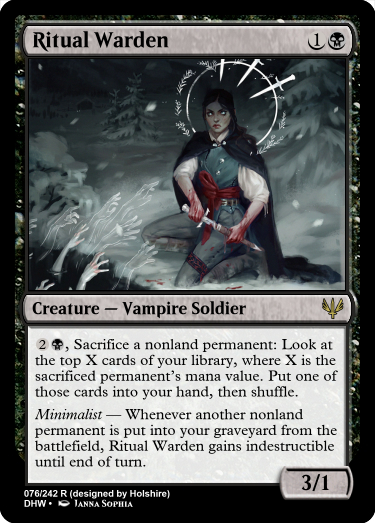 Ritual Warden 1
Creature — Vampire Soldier
2 , Sacrifice a nonland permanent: Look at
the top X cards of your library, where X is the
sacrificed permanent's mana value. Put one of
those cards into your hand, then shuffle.
Minimalist — Whenever another nonland
permanent is put into your graveyard from the
battlefield, Ritual Warden gains indestructible
until end of turn.
3/1
076/242 R (designed by Holshire)
DHW • Ianna Sophia